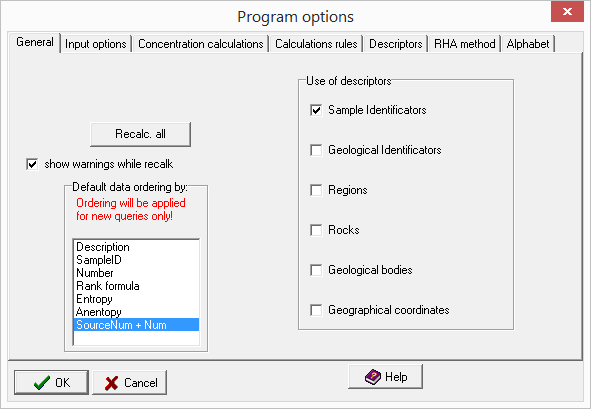 Program options
General
Input options
Concentration calculations
Calculations rules
Descriptors
RHA method
Alphabet
Recalc. all
show warnings while recalk
Default data ordering by:
Ordering will be applied
for new queries only!
Description
SampleID
Number
Rank formula
Entropy
Anentopy
SourceNum + Num
Use of descriptors
Sample Identificators
Geological Identificators
Regions
Rocks
Geological bodies
Geographical coordinates
OK
Cancel
Help